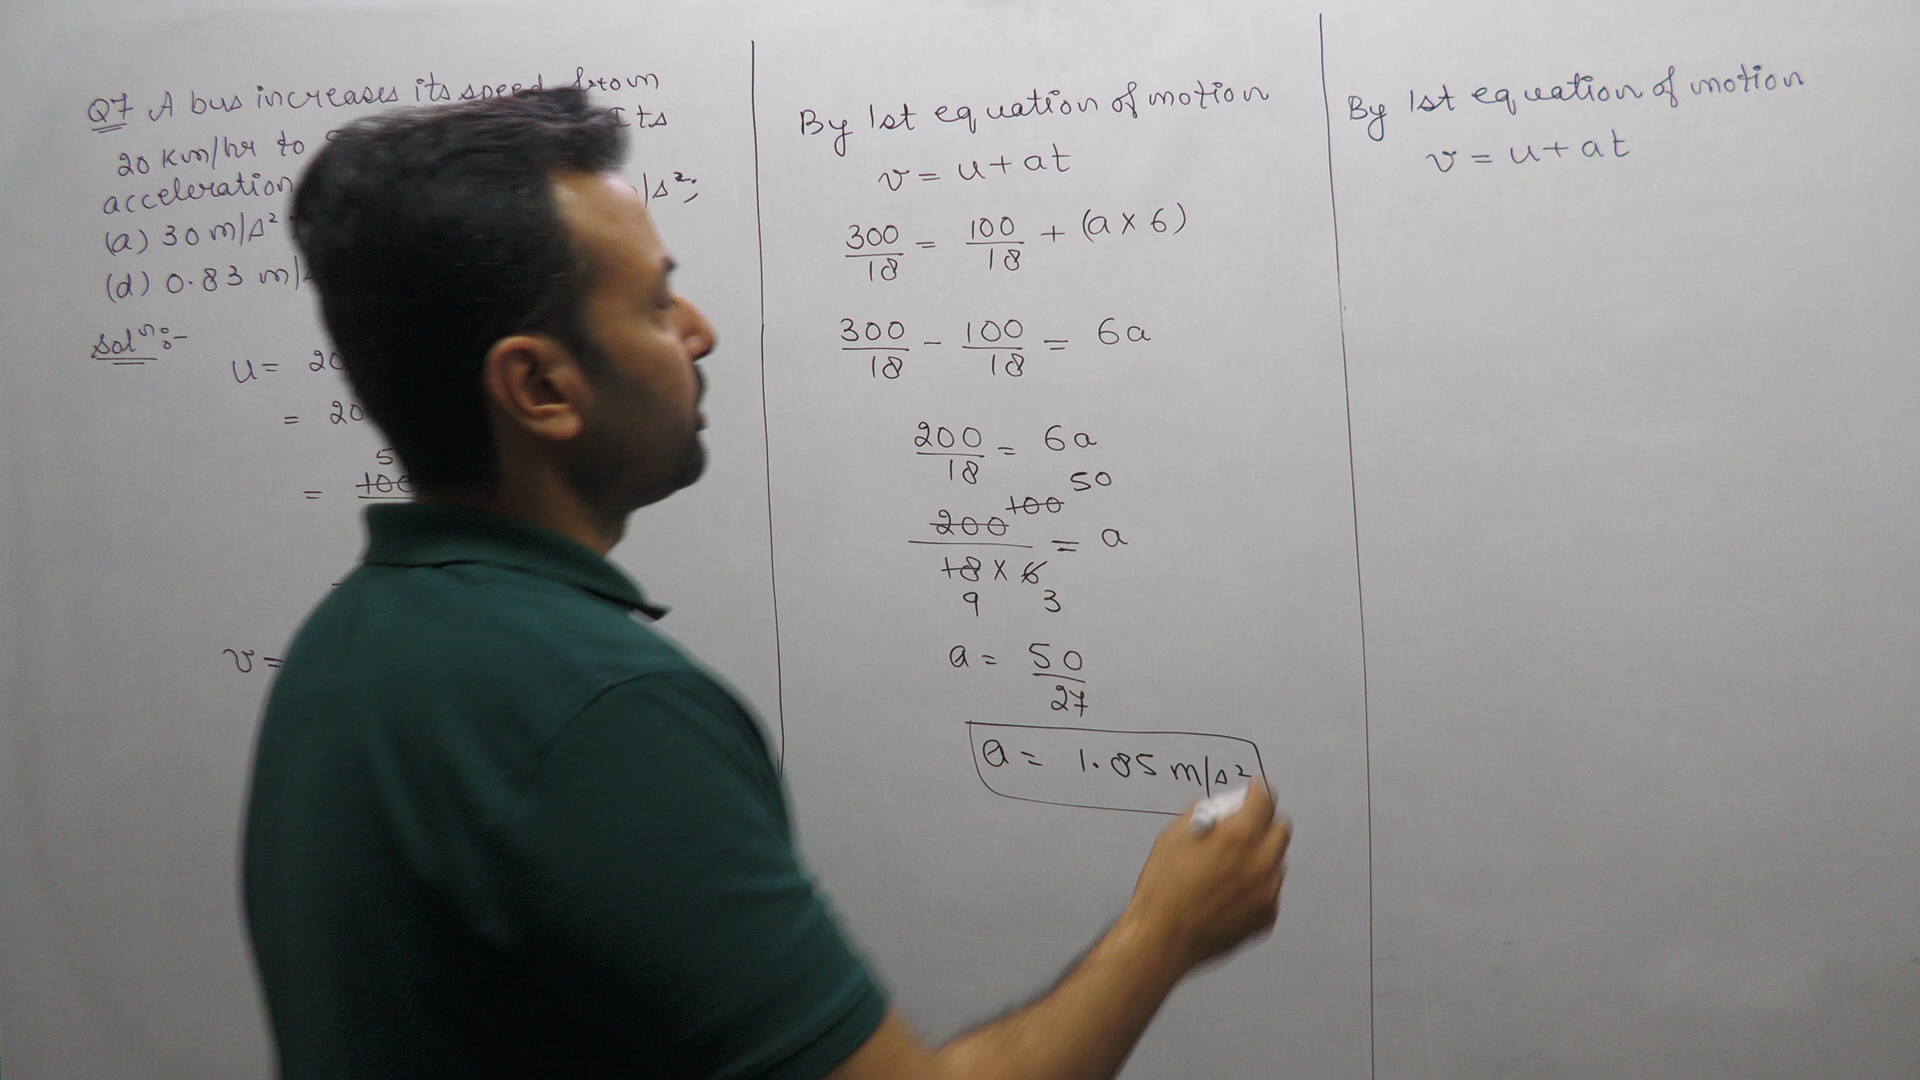 Q7 A bus increases its speed from
20 Km/hr to Its
acceleration m/s²;
(a) 30 m/s²
(d) 0.83 m/
Solⁿ:-
u = 20
= 20
5
= 100
v =
By 1st equation of motion
v = u + at
300/18 = 100/18 + (a × 6)
300/18 - 100/18 = 6a
200/18 = 6a
100 50
200/18 × 6 = a
9 3
a = 50/27
a = 1.85 m/s²
By 1st equation of motion
v = u + at